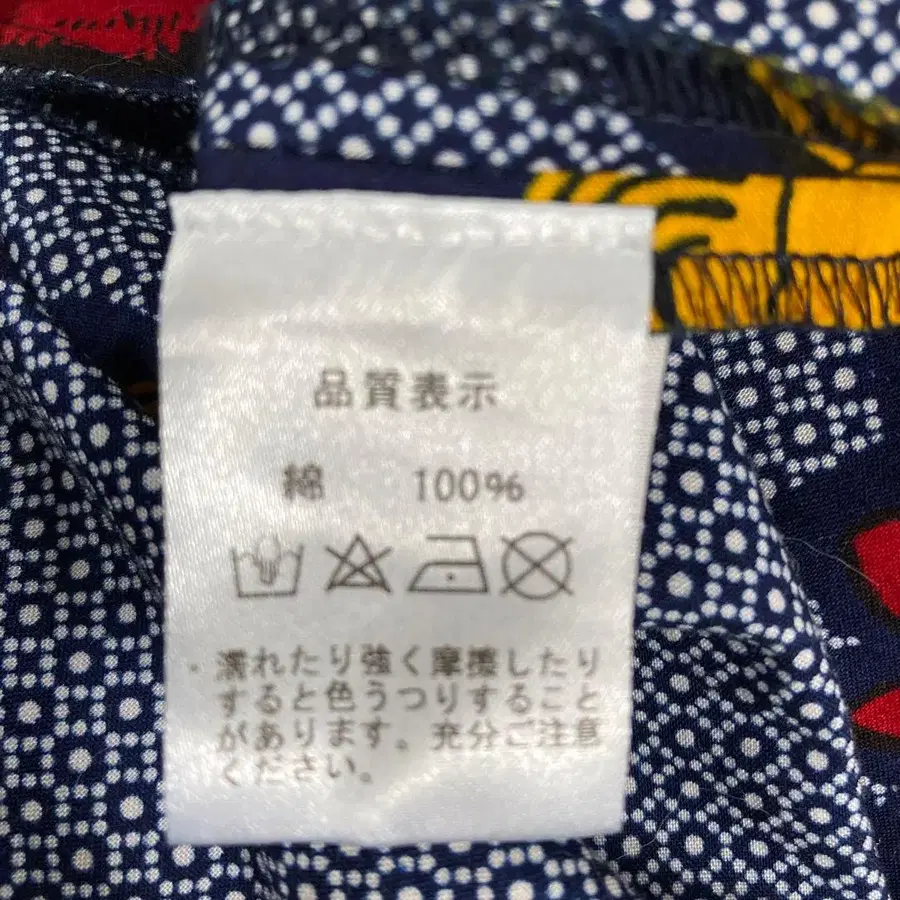 品質表示
綿 100%
・濡れたり強く摩擦したり
すると色うつりすること
があります。充分ご注意
ください。